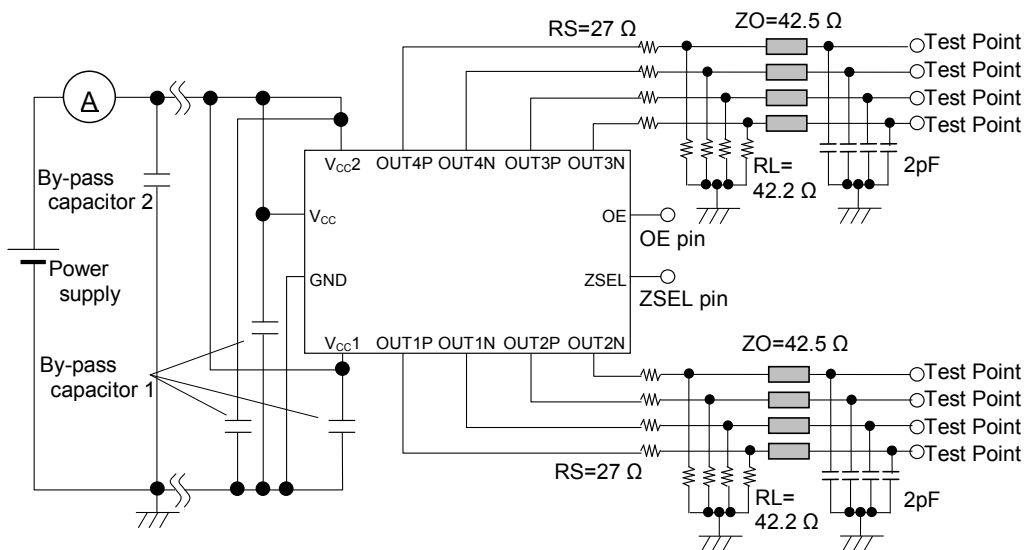 RS=27 Ω
ZO=42.5 Ω
Test Point
Test Point
Test Point
Test Point
A
By-pass
capacitor 2
VCC2
OUT4P
OUT4N
OUT3P
OUT3N
RL=
42.2 Ω
2pF
VCC
OE
OE pin
Power
supply
GND
ZSEL
ZSEL pin
By-pass
capacitor 1
VCC1
OUT1P
OUT1N
OUT2P
OUT2N
ZO=42.5 Ω
Test Point
Test Point
Test Point
Test Point
RS=27 Ω
RL=
42.2 Ω
2pF